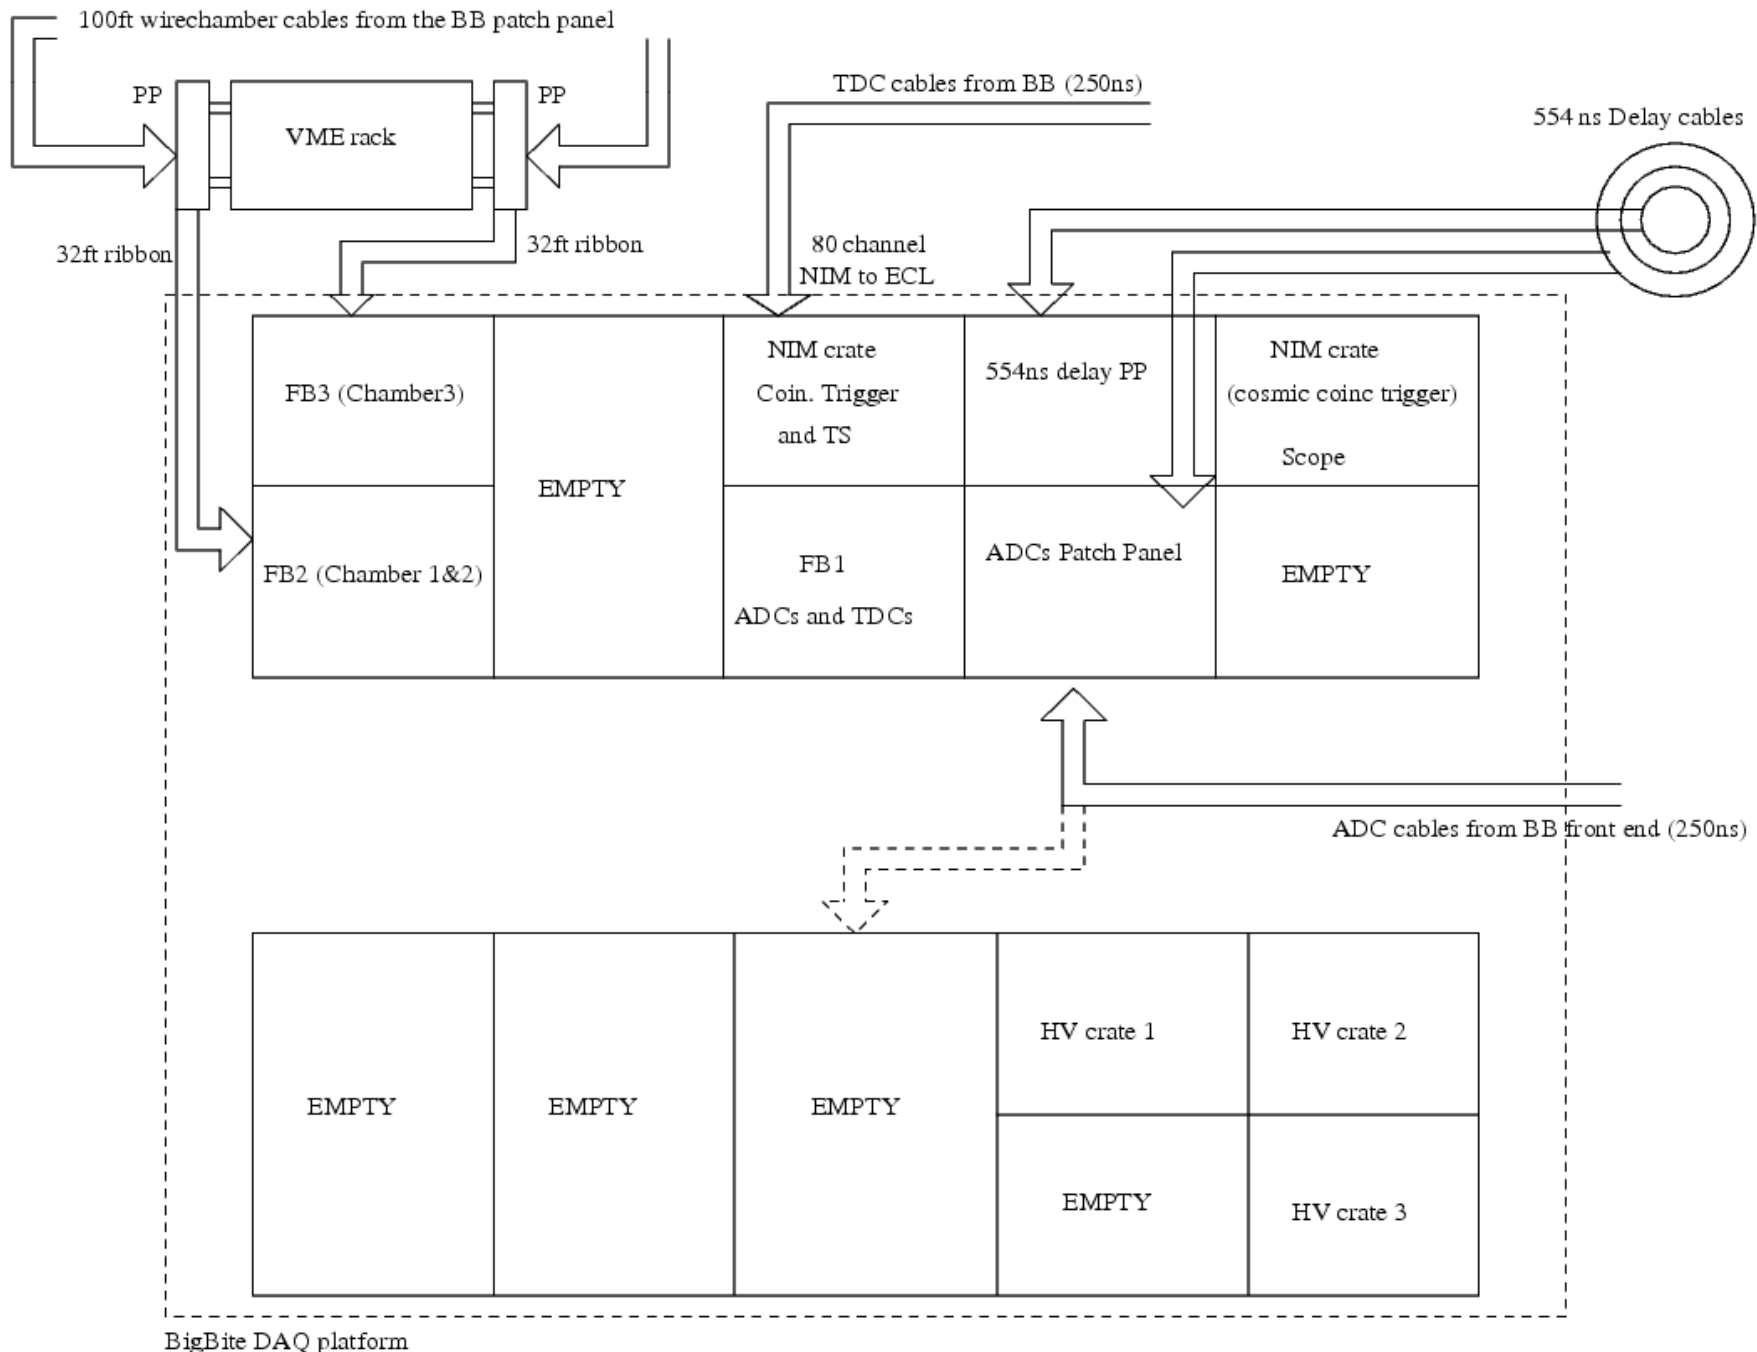 100ft wirechamber cables from the BB patch panel
PP
VME rack
PP
TDC cables from BB (250ns)
554 ns Delay cables
32ft ribbon
32ft ribbon
80 channel
NIM to ECL
FB3 (Chamber3)
EMPTY
NIM crate
Coin. Trigger
and TS
554ns delay PP
NIM crate
(cosmic coinc trigger)
Scope
FB2 (Chamber 1&2)
FB1
ADCs and TDCs
ADCs Patch Panel
EMPTY
ADC cables from BB front end (250ns)
EMPTY
EMPTY
EMPTY
HV crate 1
HV crate 2
EMPTY
HV crate 3
BigBite DAQ platform